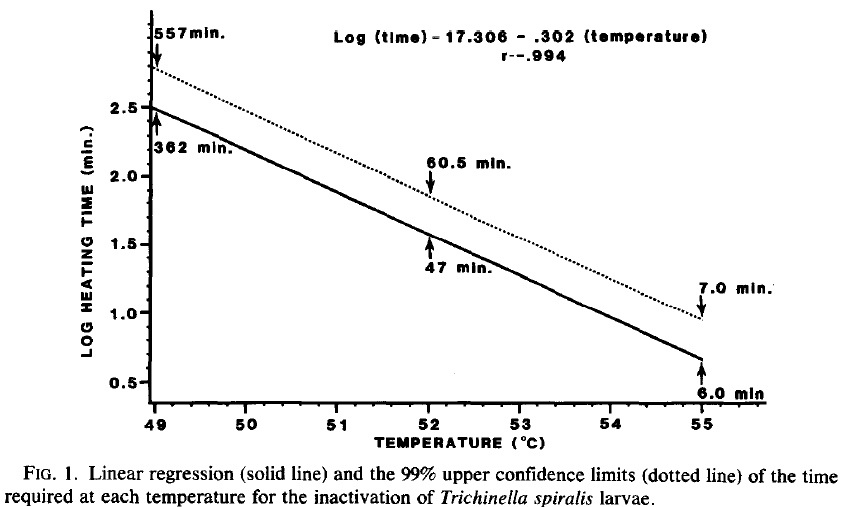 557min.
Log (time) - 17.306 - .302 (temperature)
r--.994
2.5
362 min.
60.5 min.
2.0
1.5
47 min.
7.0 min.
1.0
0.5
6.0 min
LOG HEATING TIME (min.)
49 50 51 52 53 54 55
TEMPERATURE (°C)
FIG. 1. Linear regression (solid line) and the 99% upper confidence limits (dotted line) of the time
required at each temperature for the inactivation of Trichinella spiralis larvae.